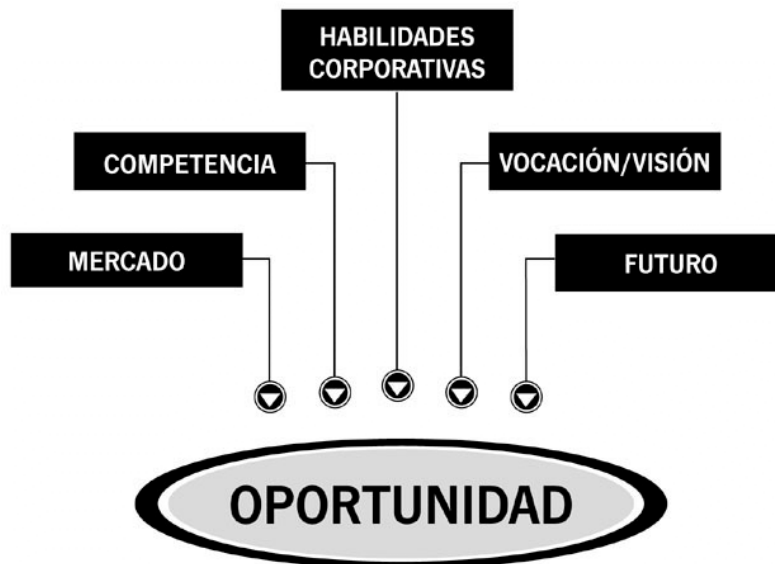 HABILIDADES
CORPORATIVAS
COMPETENCIA
VOCACIÓN/VISIÓN
MERCADO
FUTURO
OPORTUNIDAD